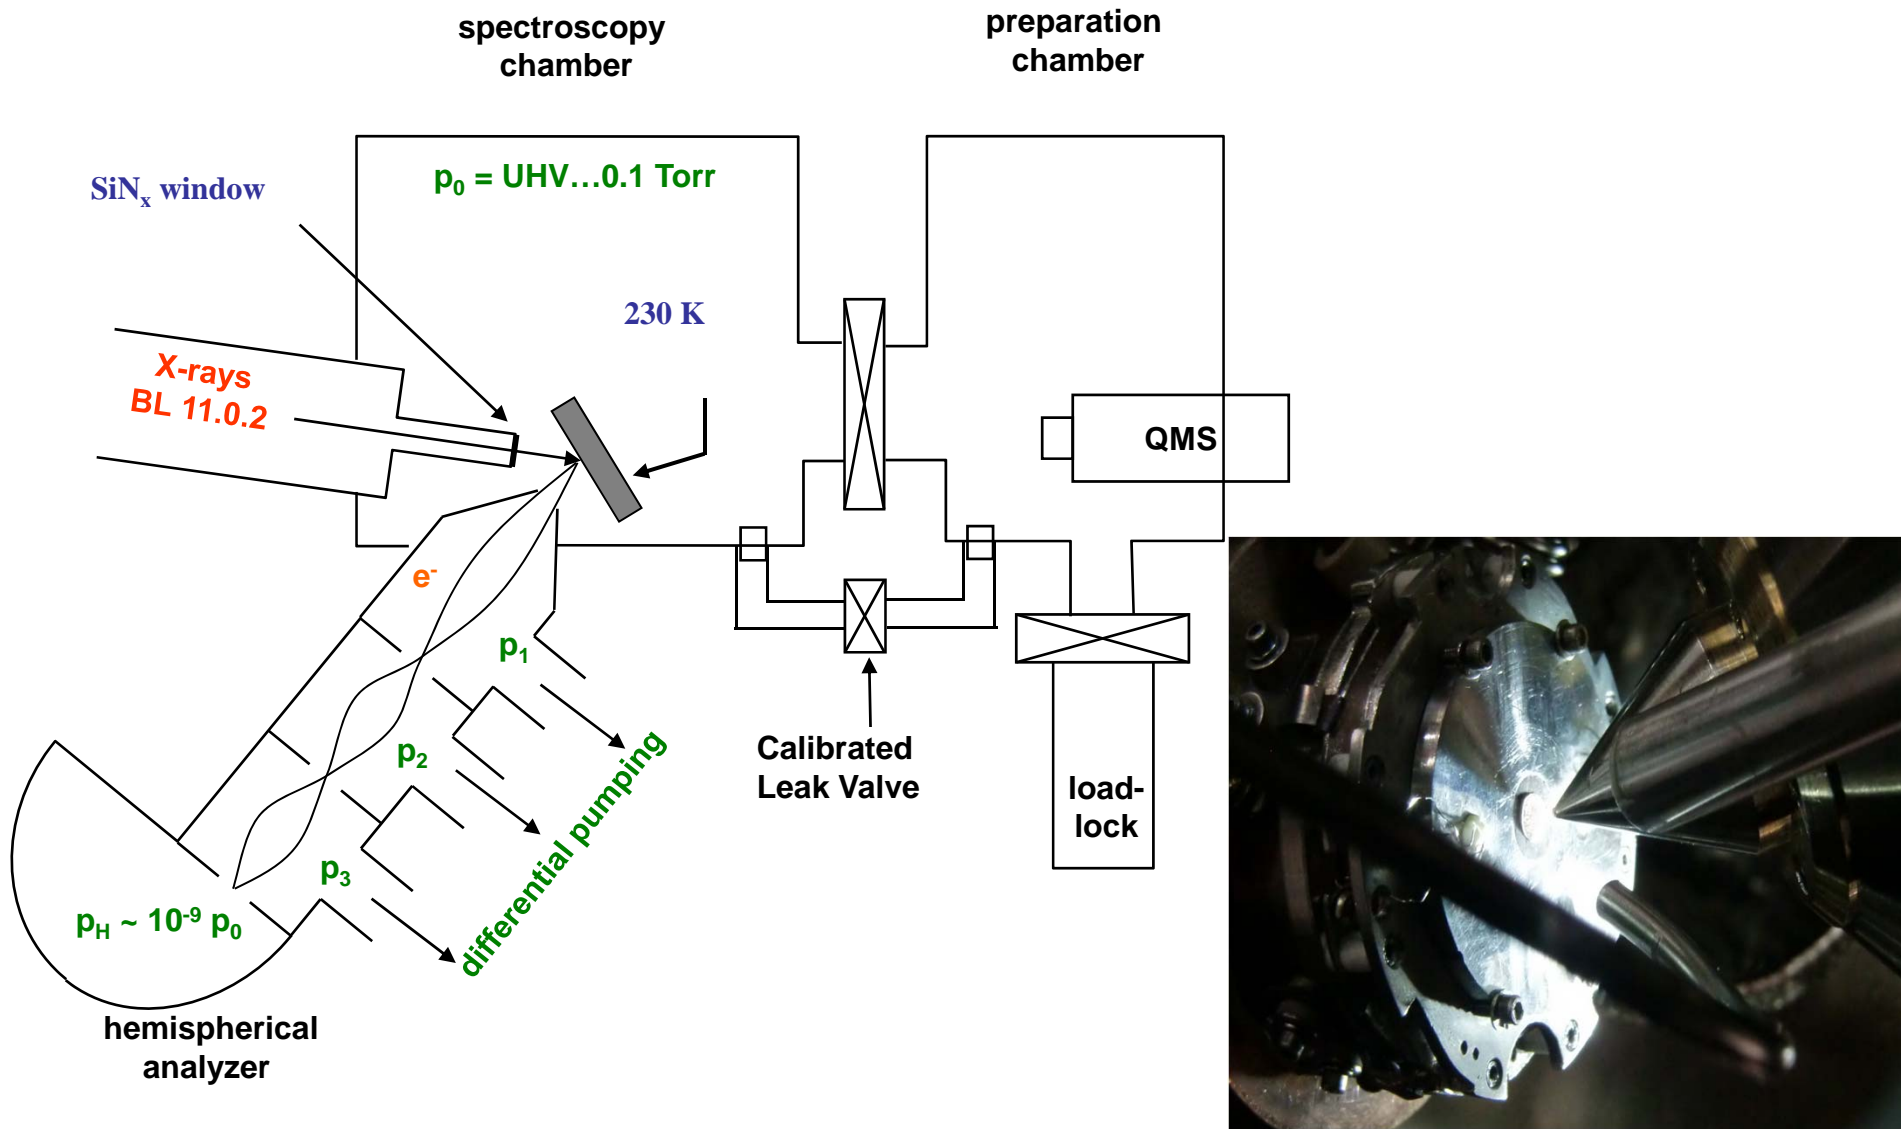 spectroscopy
chamber
preparation
chamber
SiNₓ window
p₀ = UHV…0.1 Torr
230 K
X-rays
BL 11.0.2
QMS
e⁻
p₁
p₂
p₃
differential pumping
Calibrated
Leak Valve
load-
lock
p_H ~ 10⁻⁹ p₀
hemispherical
analyzer